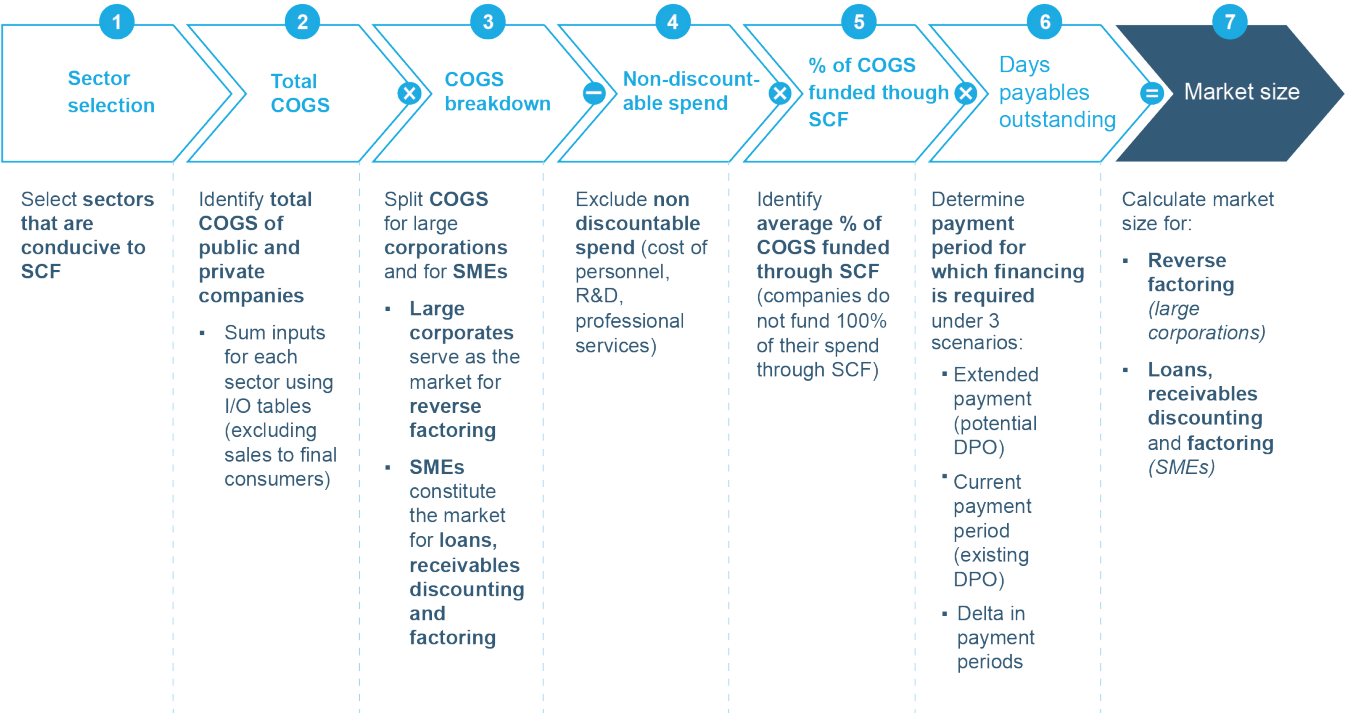 1
2
3
4
5
6
7
Sector
selection
Total
COGS
×
COGS
breakdown
−
Non-discount-
able spend
×
% of COGS
funded though
SCF
×
Days
payables
outstanding
=
Market size
Select sectors
that are
conducive to
SCF
Identify total
COGS of
public and
private
companies
▪ Sum inputs
for each
sector using
I/O tables
(excluding
sales to final
consumers)
Split COGS
for large
corporations
and for SMEs
▪ Large
corporates
serve as the
market for
reverse
factoring
▪ SMEs
constitute
the market
for loans,
receivables
discounting
and
factoring
Exclude non
discountable
spend (cost of
personnel,
R&D,
professional
services)
Identify
average % of
COGS funded
through SCF
(companies do
not fund 100%
of their spend
through SCF)
Determine
payment
period for
which financing
is required
under 3
scenarios:
▪ Extended
payment
(potential
DPO)
▪ Current
payment
period
(existing
DPO)
▪ Delta in
payment
periods
Calculate market
size for:
▪ Reverse
factoring
(large
corporations)
▪ Loans,
receivables
discounting
and factoring
(SMEs)